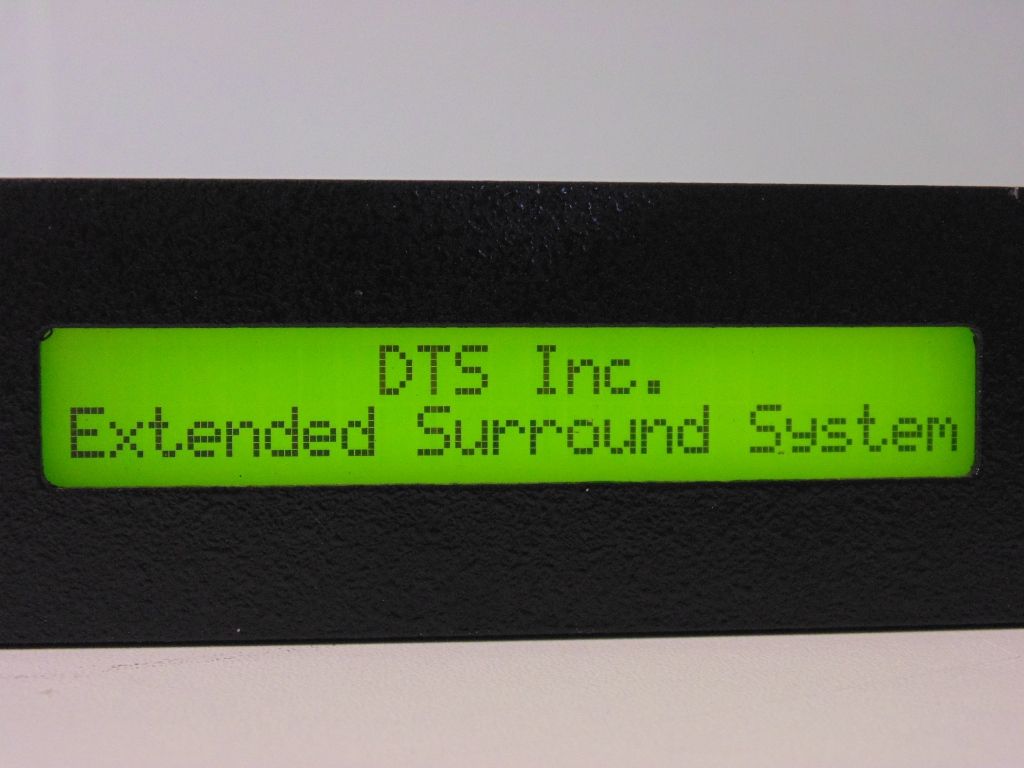 DTS Inc.
Extended Surround System